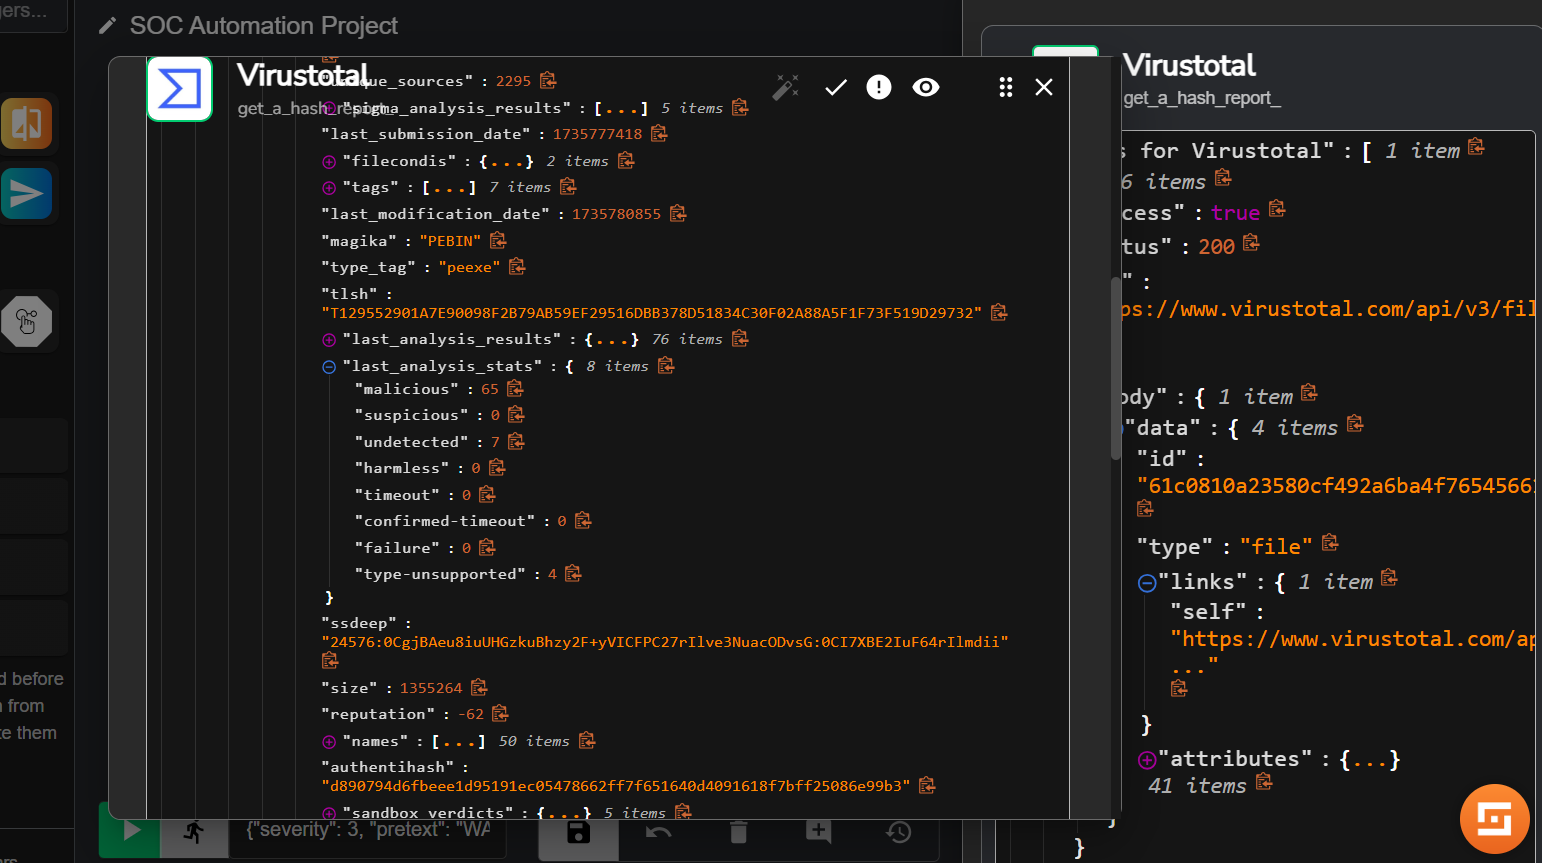 SOC Automation Project
Virustotal
get_a_hash_report_
"unique_sources" : 2295
"sigma_analysis_results" : [...] 5 items
"last_submission_date" : 1735777418
"filecondis" : {...} 2 items
"tags" : [...] 7 items
"last_modification_date" : 1735780855
"magika" : "PEBIN"
"type_tag" : "peexe"
"tlsh" :
"T129552901A7E90098F2B79AB59EF29516DBB378D51834C30F02A88A5F1F73F519D29732"
"last_analysis_results" : {...} 76 items
"last_analysis_stats" : { 8 items
"malicious" : 65
"suspicious" : 0
"undetected" : 7
"harmless" : 0
"timeout" : 0
"confirmed-timeout" : 0
"failure" : 0
"type-unsupported" : 4
}
"ssdeep" :
"24576:0CgjBAeu8iuUHGzkuBhzy2F+yVICFPC27rIlve3NuacODvsG:0CI7XBE2IuF64rIlmdii"
"size" : 1355264
"reputation" : -62
"names" : [...] 50 items
"authentihash" :
"d890794d6fbeee1d95191ec05478662ff7f651640d4091618f7bff25086e99b3"
"sandbox_verdicts" : {...} 5 items
{"severity": 3, "pretext": "WA
d before
from
te them
Virustotal
get_a_hash_report_
s for Virustotal" : [ 1 item
6 items
cess" : true
tus" : 200
" :
ps://www.virustotal.com/api/v3/fil
ody" : { 1 item
"data" : { 4 items
"id" :
"61c0810a23580cf492a6ba4f7654566
"type" : "file"
"links" : { 1 item
"self" :
"https://www.virustotal.com/ap
..."
}
"attributes" : {...}
41 items
}
}